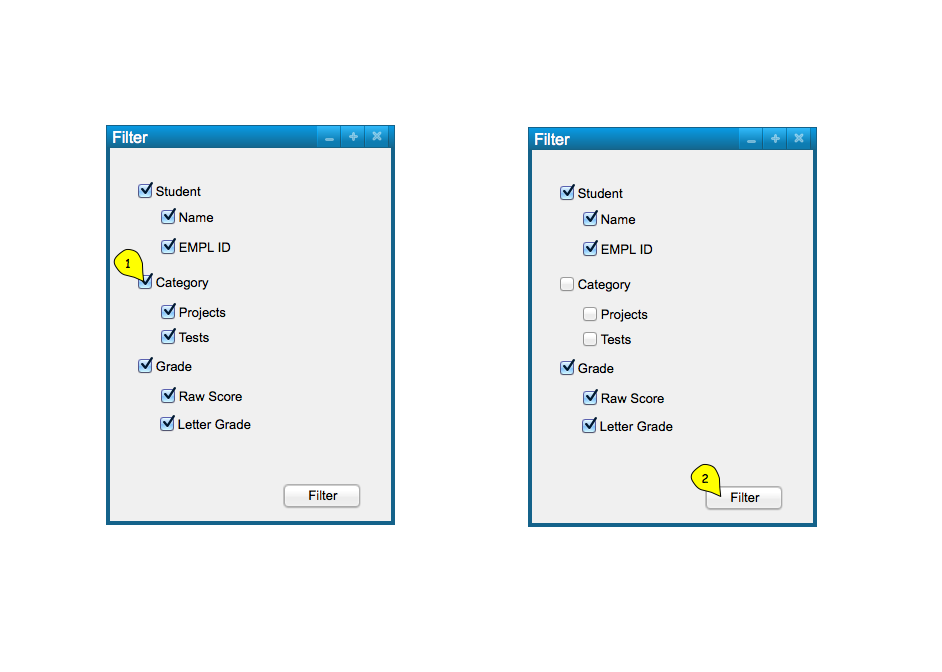 Filter
Student
Name
EMPL ID
1
Category
Projects
Tests
Grade
Raw Score
Letter Grade
Filter
Filter
Student
Name
EMPL ID
Category
Projects
Tests
Grade
Raw Score
Letter Grade
2
Filter